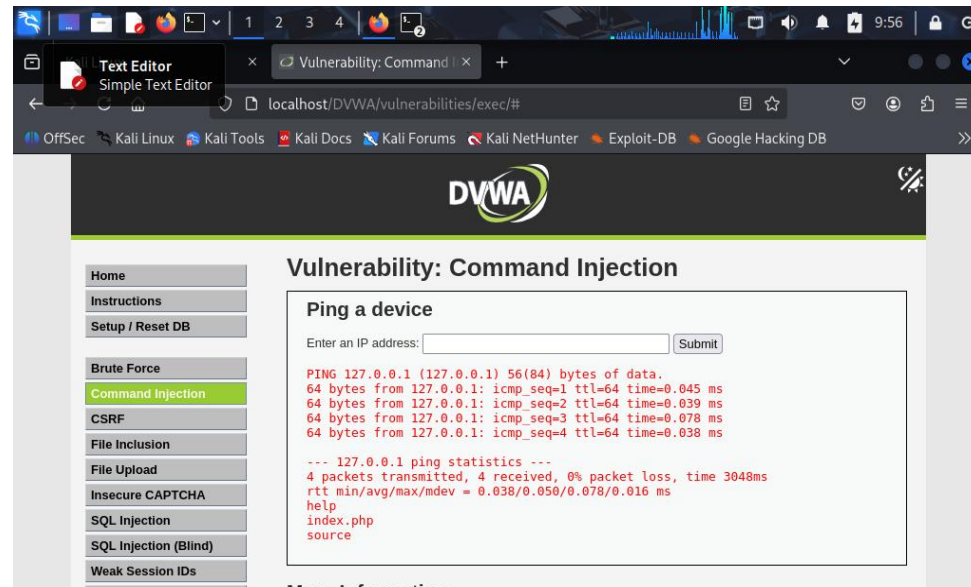 1 2 3 4 2 9:56
Text Editor
Simple Text Editor
Vulnerability: Command
localhost/DVWA/vulnerabilities/exec/#
OffSec Kali Linux Kali Tools Kali Docs Kali Forums Kali NetHunter Exploit-DB Google Hacking DB
DVWA
Home
Instructions
Setup / Reset DB
Brute Force
Command Injection
CSRF
File Inclusion
File Upload
Insecure CAPTCHA
SQL Injection
SQL Injection (Blind)
Weak Session IDs
Vulnerability: Command Injection
Ping a device
Enter an IP address: Submit
PING 127.0.0.1 (127.0.0.1) 56(84) bytes of data.
64 bytes from 127.0.0.1: icmp_seq=1 ttl=64 time=0.045 ms
64 bytes from 127.0.0.1: icmp_seq=2 ttl=64 time=0.039 ms
64 bytes from 127.0.0.1: icmp_seq=3 ttl=64 time=0.078 ms
64 bytes from 127.0.0.1: icmp_seq=4 ttl=64 time=0.038 ms
--- 127.0.0.1 ping statistics ---
4 packets transmitted, 4 received, 0% packet loss, time 3048ms
rtt min/avg/max/mdev = 0.038/0.050/0.078/0.016 ms
help
index.php
source